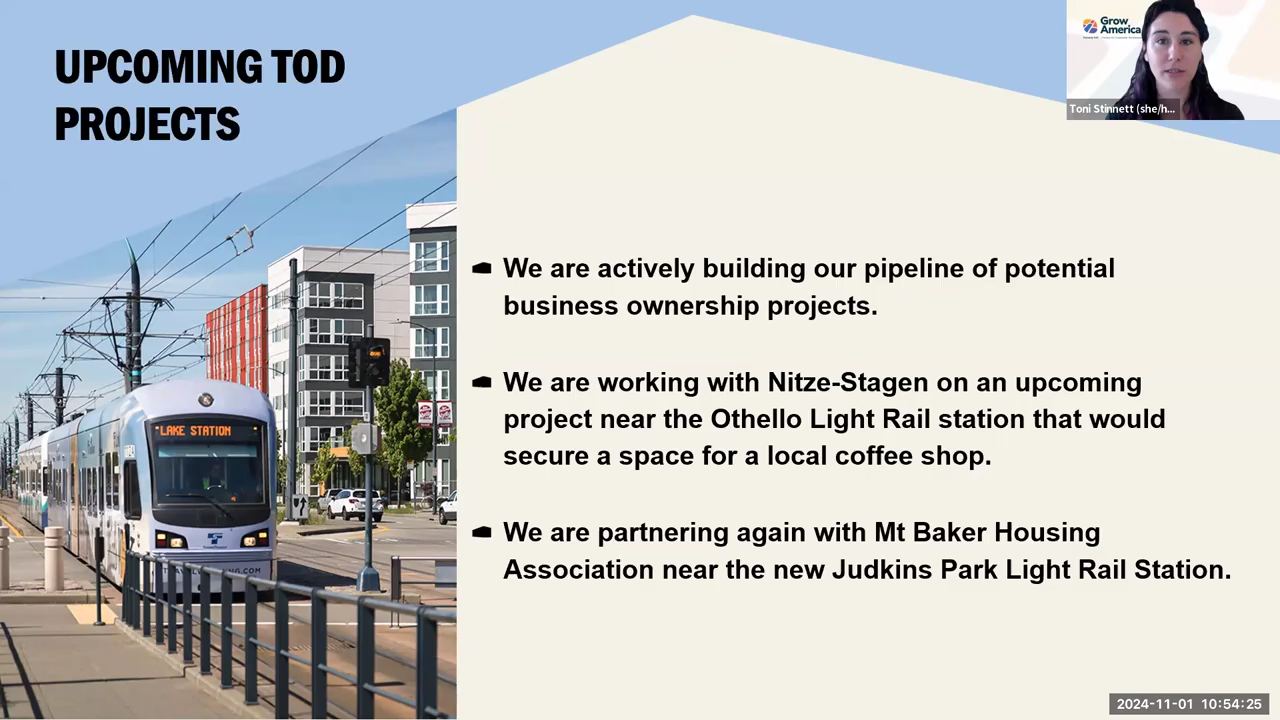 UPCOMING TOD
PROJECTS
Grow
America
Toni Stinnett (she/h...
We are actively building our pipeline of potential
business ownership projects.
We are working with Nitze-Stagen on an upcoming
project near the Othello Light Rail station that would
secure a space for a local coffee shop.
We are partnering again with Mt Baker Housing
Association near the new Judkins Park Light Rail Station.
LAKE STATION
2024-11-01 10:54:25